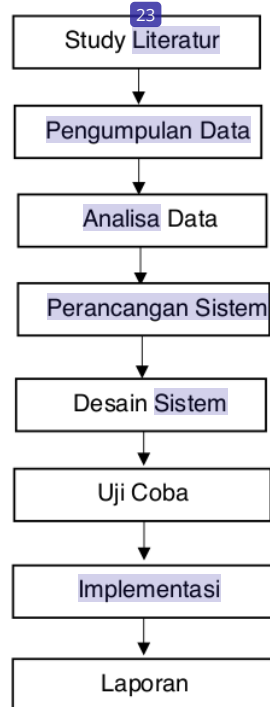 23
Study Literatur
Pengumpulan Data
Analisa Data
Perancangan Sistem
Desain Sistem
Uji Coba
Implementasi
Laporan